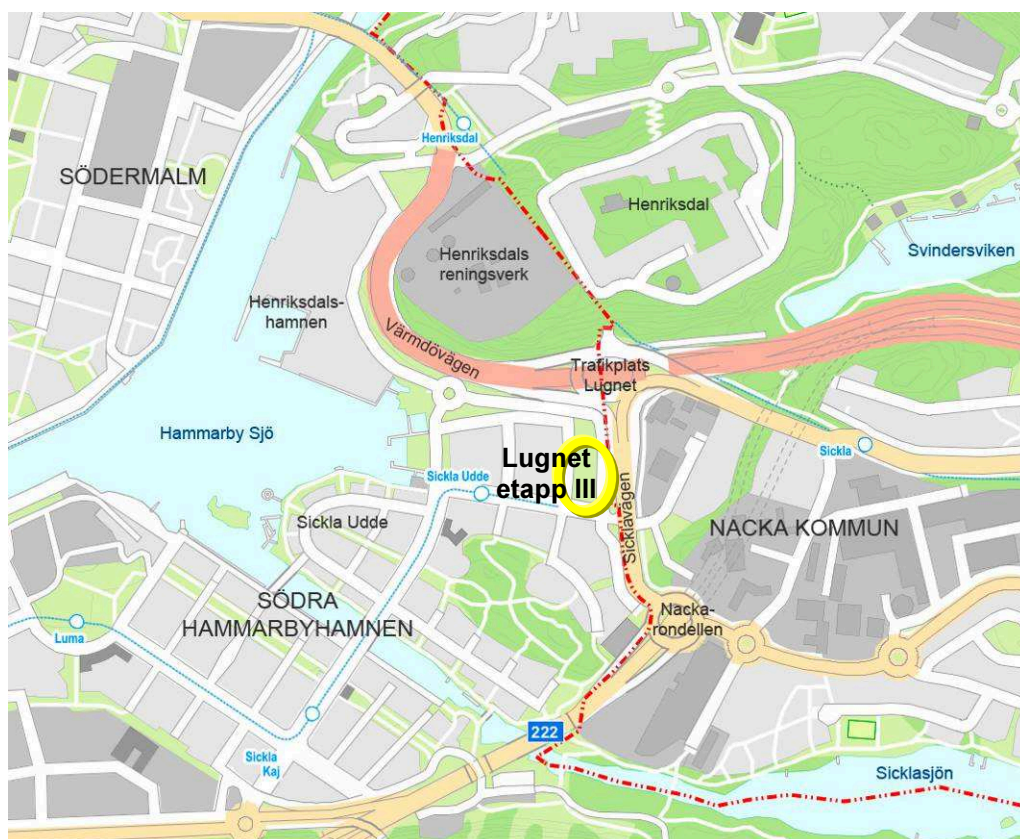 Henriksdal
SÖDERMALM
Henriksdal
Henriksdals
reningsverk
Svindersviken
Henriksdals-
hamnen
Värmdövägen
Trafikplats
Lugnet
Hammarby Sjö
Sickla
Lugnet
etapp III
Sickla Udde
Sicklavägen
Sickla Udde
NACKA KOMMUN
SÖDRA
HAMMARBYHAMNEN
Nacka-
rondellen
Luma
222
Sickla
Kaj
Sicklasjön